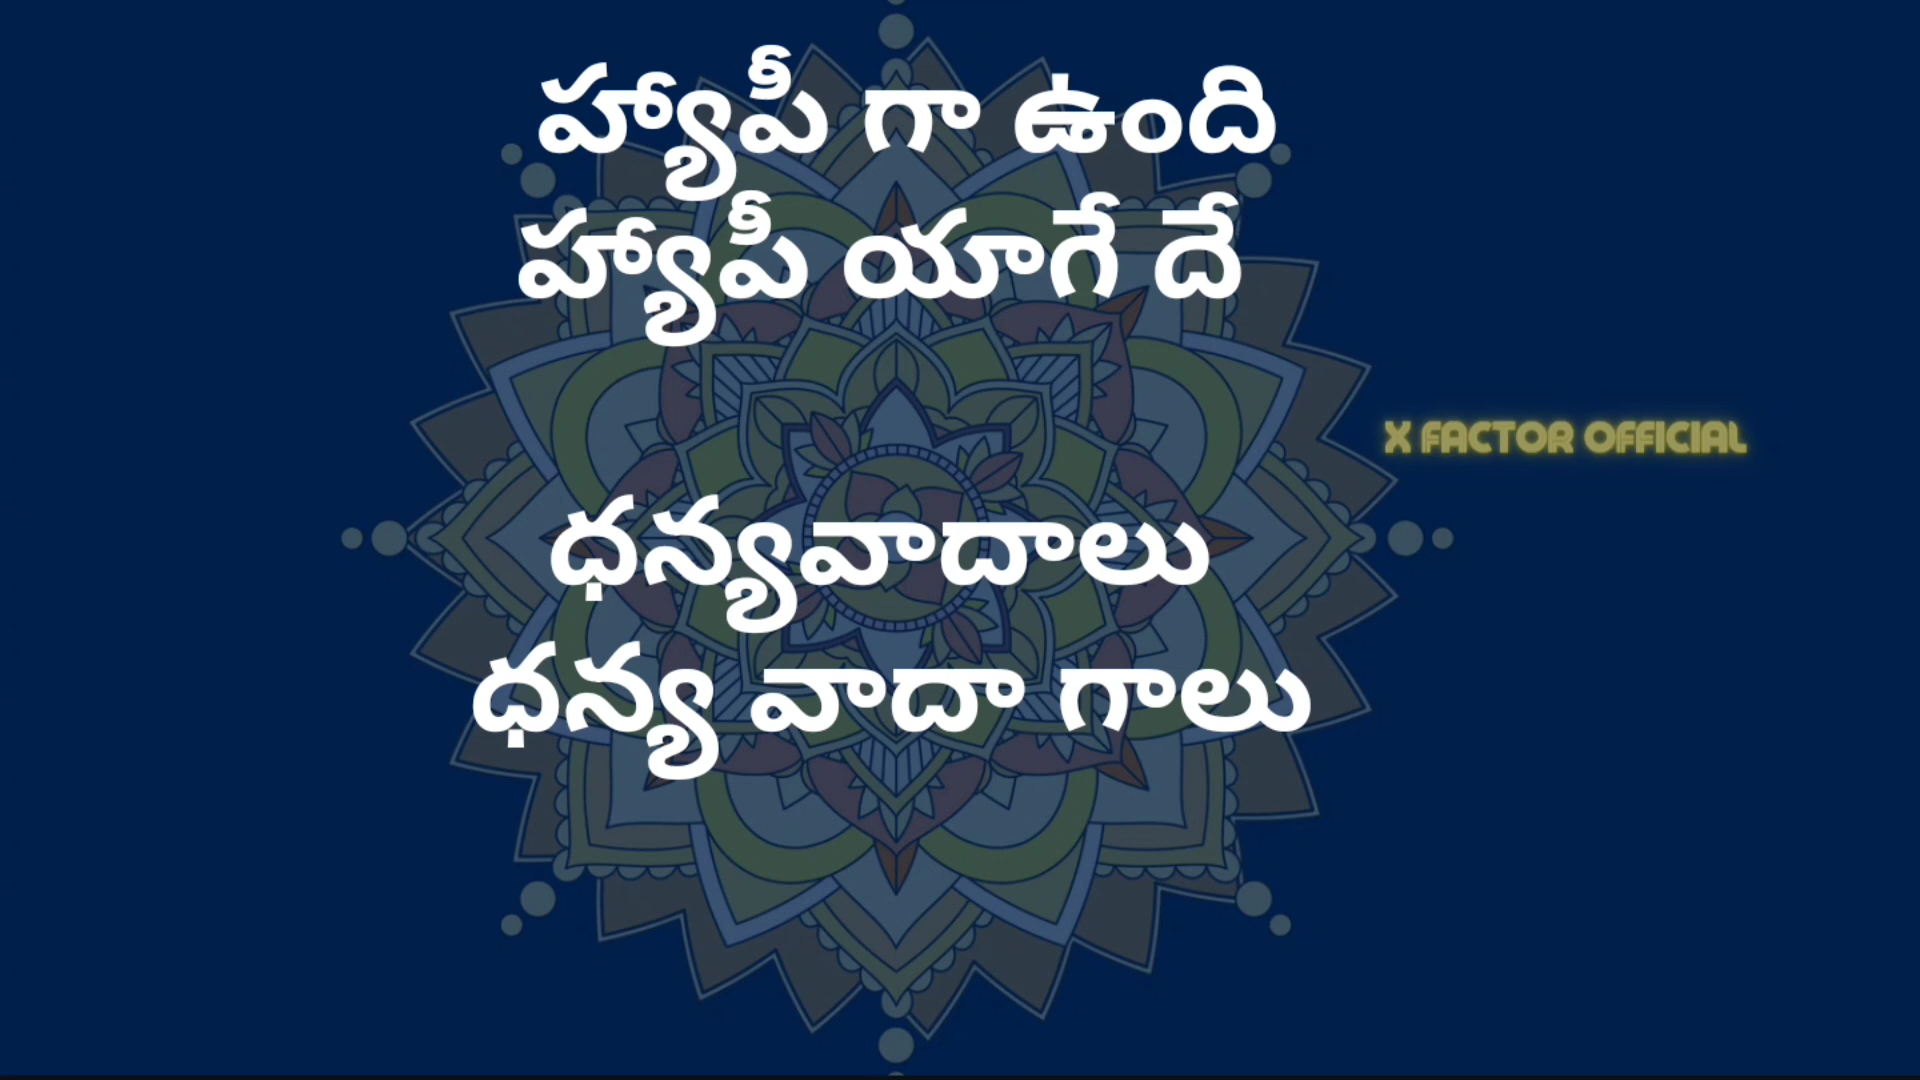 హ్యాపీ గా ఉంది
హ్యాపీ యాగే దే
X FACTOR OFFICIAL
ధన్యవాదాలు
ధన్య వాదా గాలు